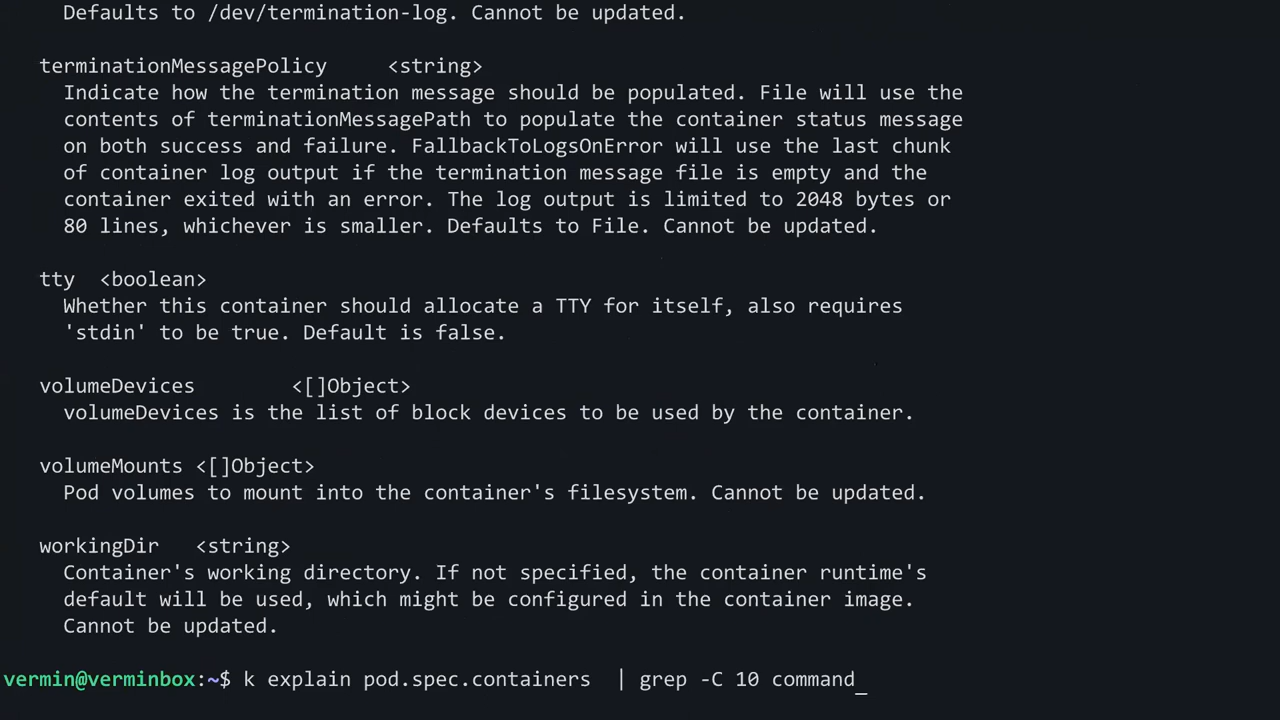 Defaults to /dev/termination-log. Cannot be updated.
terminationMessagePolicy     <string>
Indicate how the termination message should be populated. File will use the
contents of terminationMessagePath to populate the container status message
on both success and failure. FallbackToLogsOnError will use the last chunk
of container log output if the termination message file is empty and the
container exited with an error. The log output is limited to 2048 bytes or
80 lines, whichever is smaller. Defaults to File. Cannot be updated.
tty  <boolean>
Whether this container should allocate a TTY for itself, also requires
'stdin' to be true. Default is false.
volumeDevices        <[]Object>
volumeDevices is the list of block devices to be used by the container.
volumeMounts <[]Object>
Pod volumes to mount into the container's filesystem. Cannot be updated.
workingDir   <string>
Container's working directory. If not specified, the container runtime's
default will be used, which might be configured in the container image.
Cannot be updated.
vermin@verminbox:~$ k explain pod.spec.containers  | grep -C 10 command_